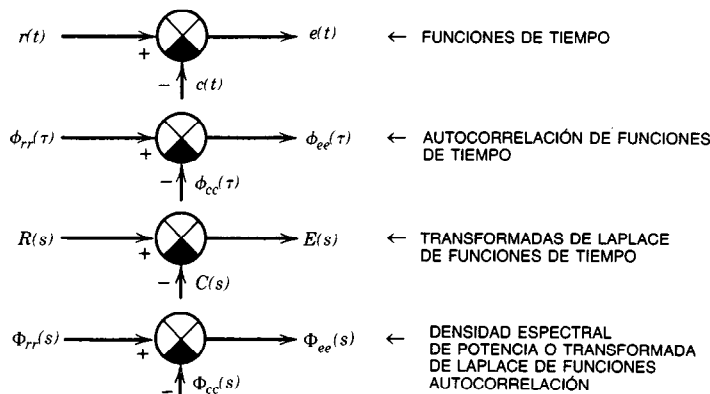 r(t) + e(t) ← FUNCIONES DE TIEMPO
− c(t)
ϕrr(τ) + ϕee(τ) ← AUTOCORRELACIÓN DE FUNCIONES
DE TIEMPO
− ϕcc(τ)
R(s) + E(s) ← TRANSFORMADAS DE LAPLACE
DE FUNCIONES DE TIEMPO
− C(s)
Φrr(s) + Φee(s) ← DENSIDAD ESPECTRAL
DE POTENCIA O TRANSFORMADA
DE LAPLACE DE FUNCIONES
− Φcc(s) AUTOCORRELACIÓN